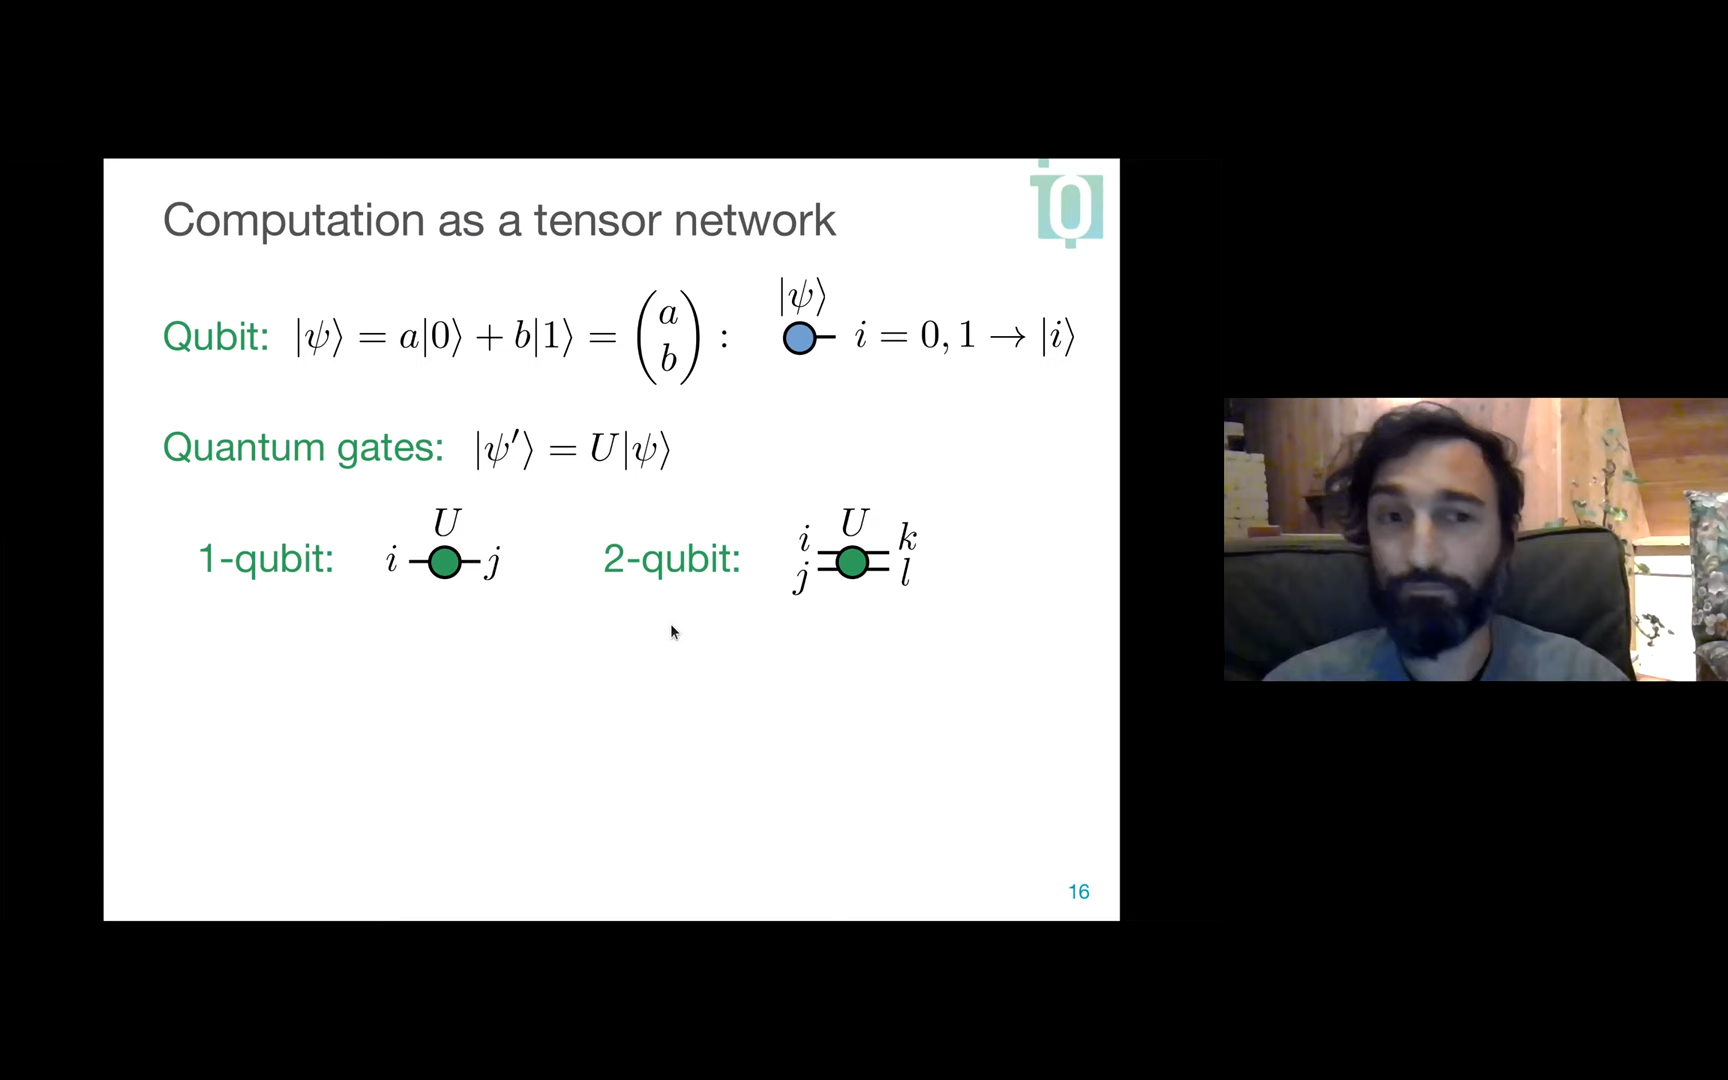 Computation as a tensor network
Qubit: |ψ⟩ = a|0⟩ + b|1⟩ = (a b) : |ψ⟩ i = 0, 1 → |i⟩
Quantum gates: |ψ′⟩ = U|ψ⟩
1-qubit: i U j 2-qubit: i j U k l
16